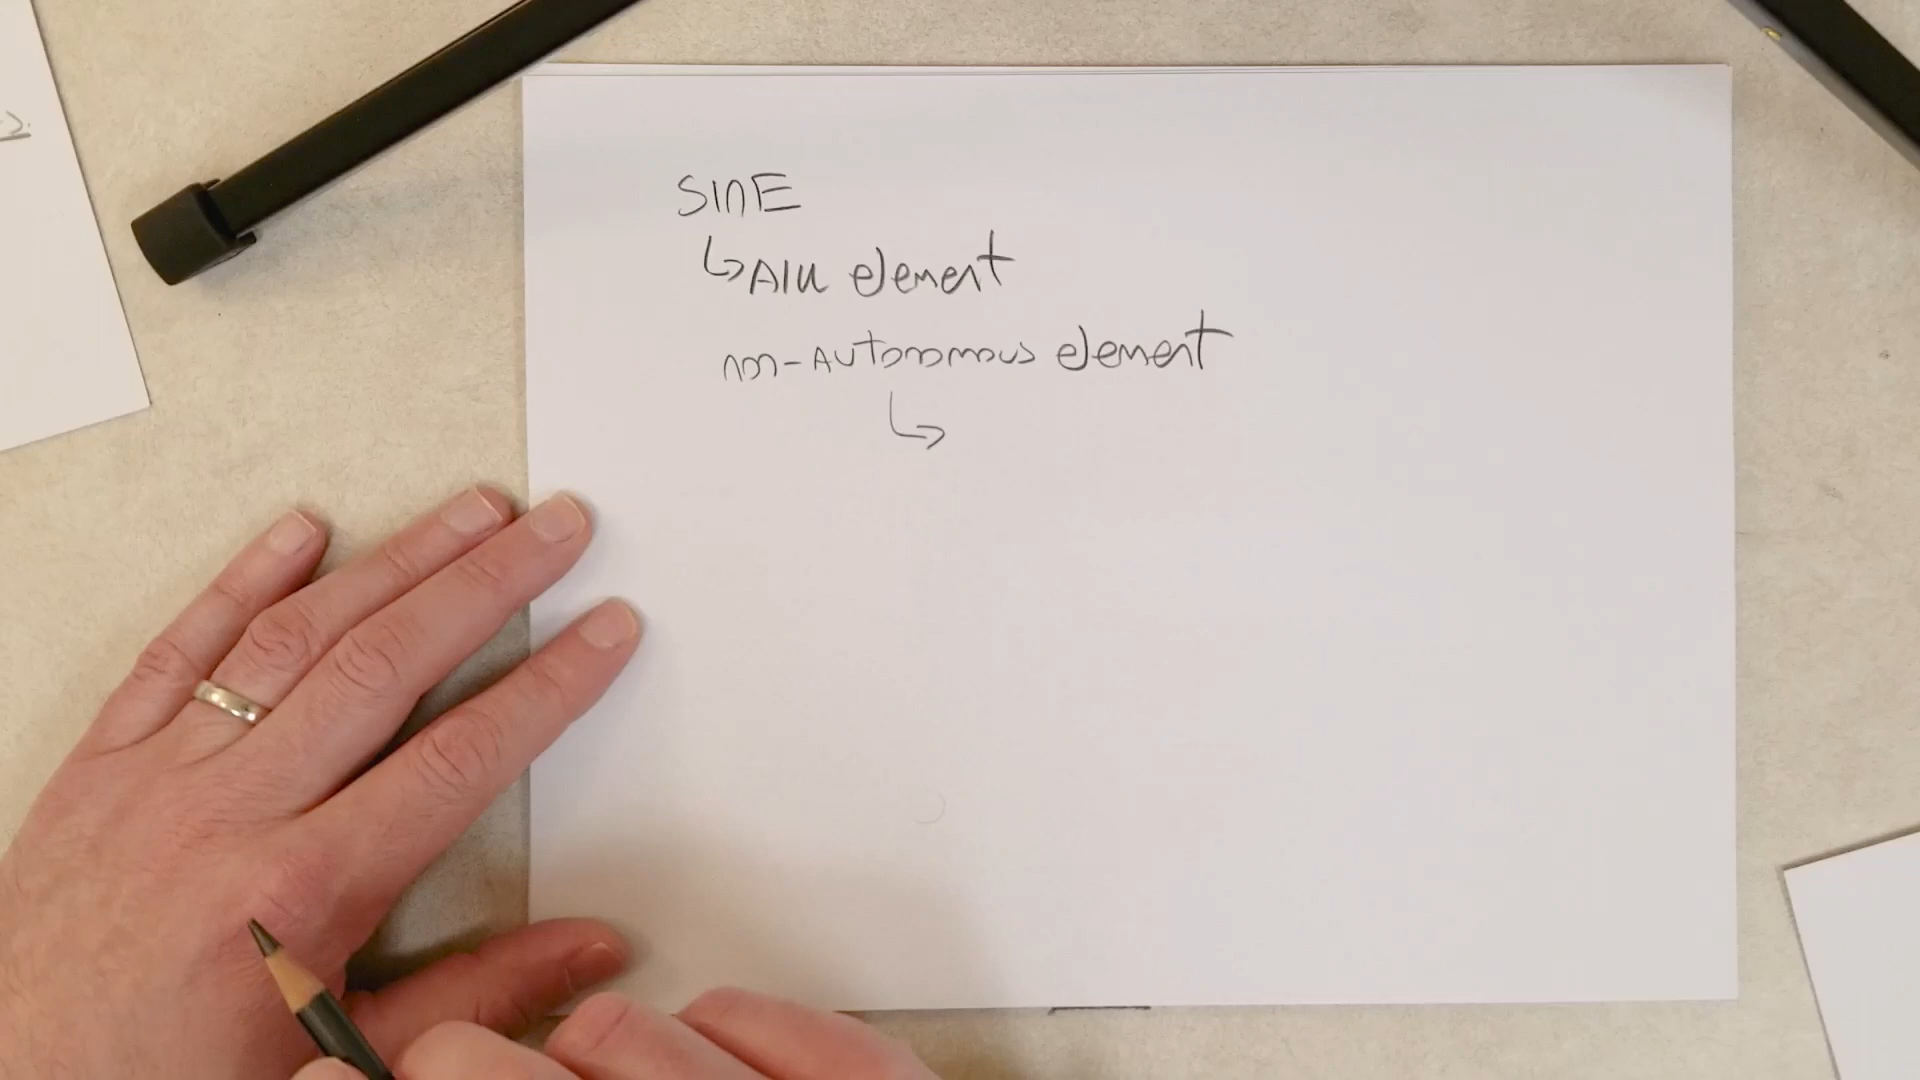 SINE
↳ Alu element
non-Autonomous element
↳